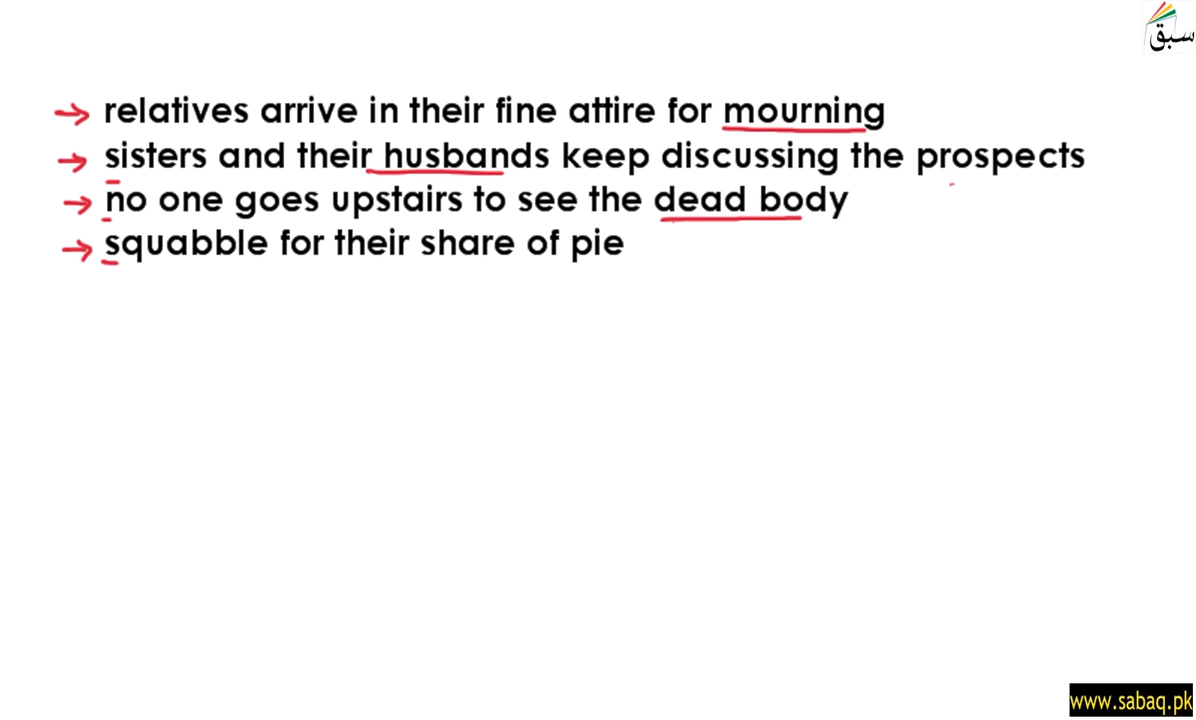 سبق
relatives arrive in their fine attire for mourning
sisters and their husbands keep discussing the prospects
no one goes upstairs to see the dead body
squabble for their share of pie
www.sabaq.pk